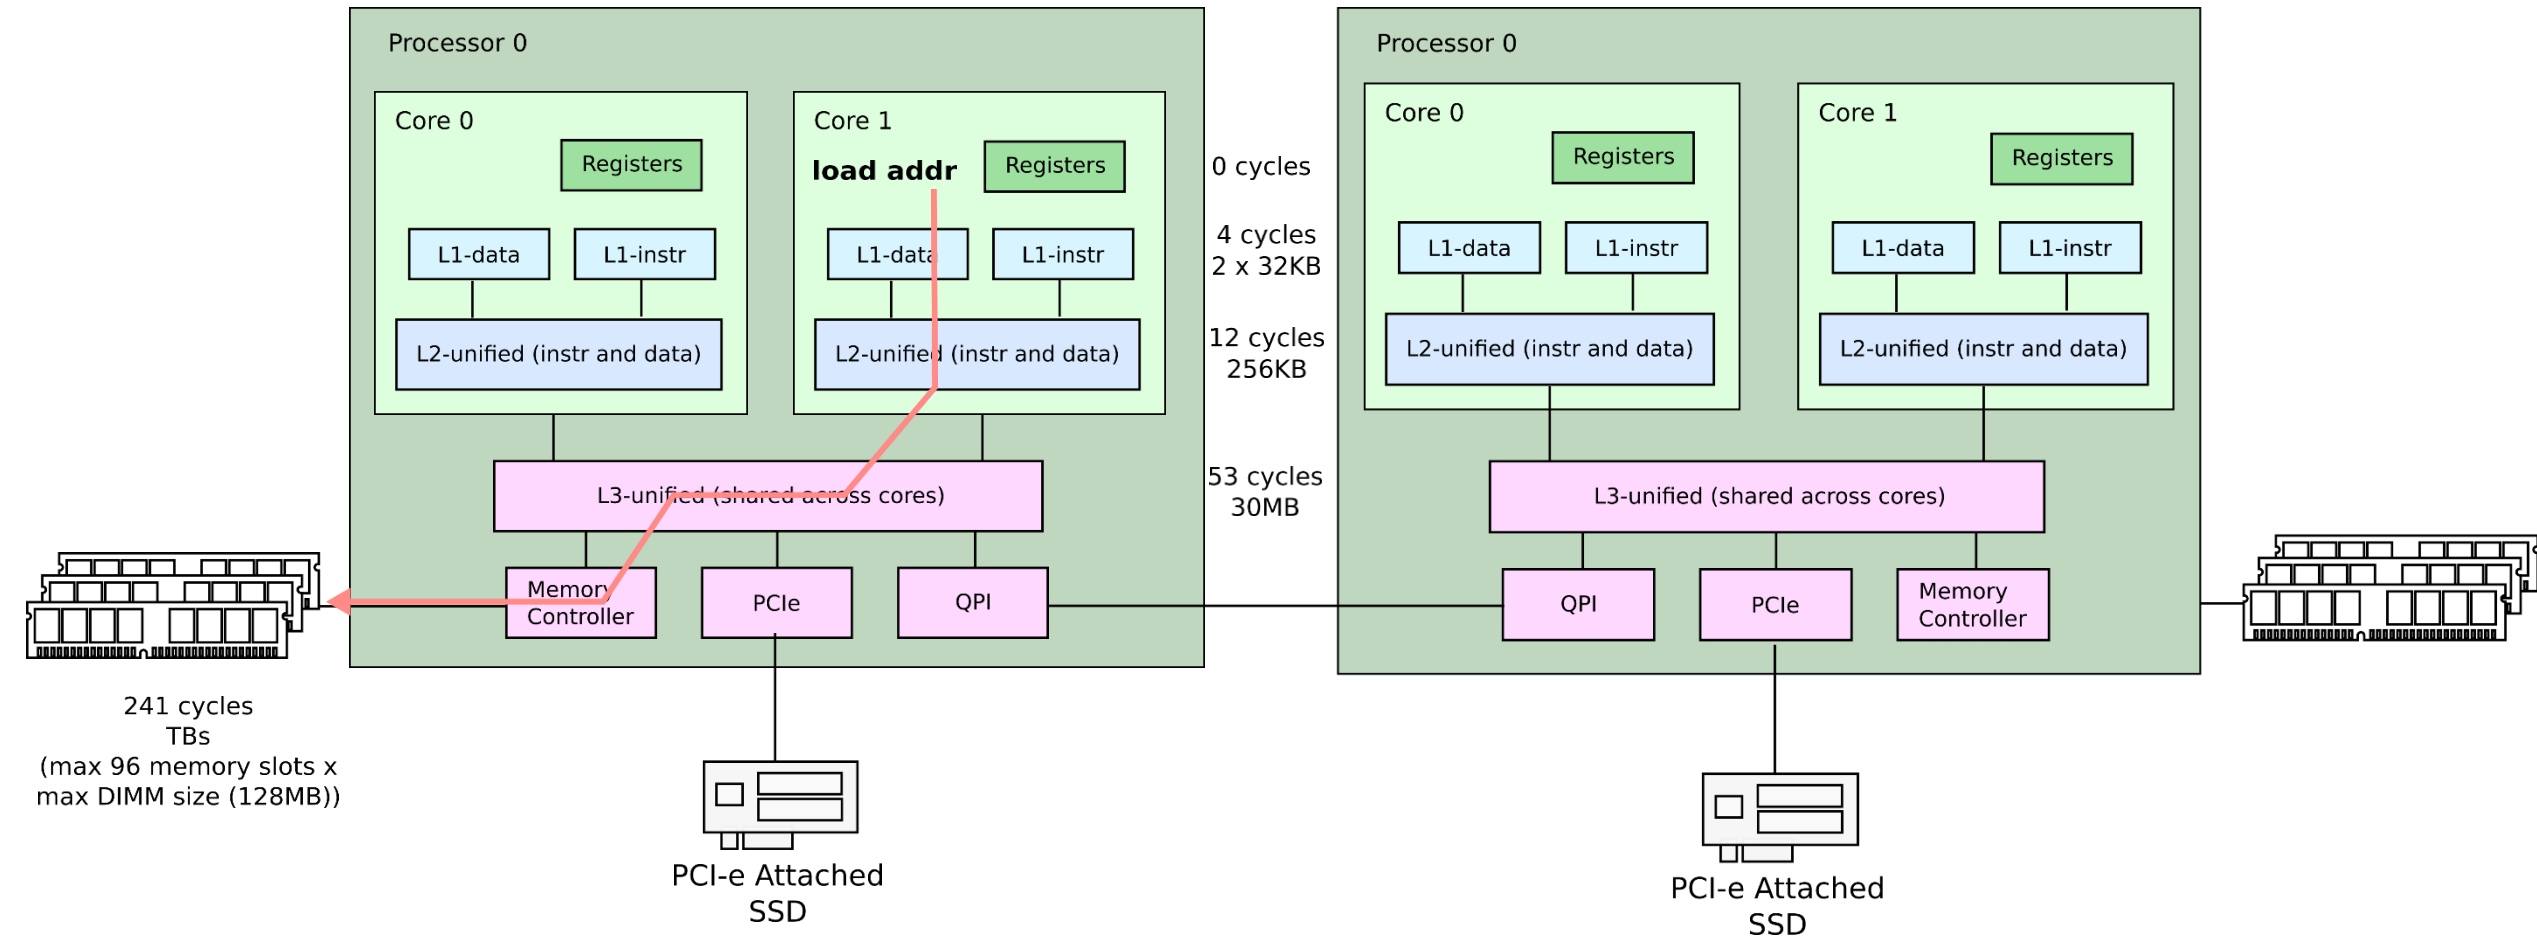 Processor 0
Core 0
Registers
L1-data
L1-instr
L2-unified (instr and data)
Core 1
load addr
Registers
L1-data
L1-instr
L2-unified (instr and data)
L3-unified (shared across cores)
Memory
Controller
PCIe
QPI
0 cycles
4 cycles
2 x 32KB
12 cycles
256KB
53 cycles
30MB
Processor 0
Core 0
Registers
L1-data
L1-instr
L2-unified (instr and data)
Core 1
Registers
L1-data
L1-instr
L2-unified (instr and data)
L3-unified (shared across cores)
QPI
PCIe
Memory
Controller
241 cycles
TBs
(max 96 memory slots x
max DIMM size (128MB))
PCI-e Attached
SSD
PCI-e Attached
SSD